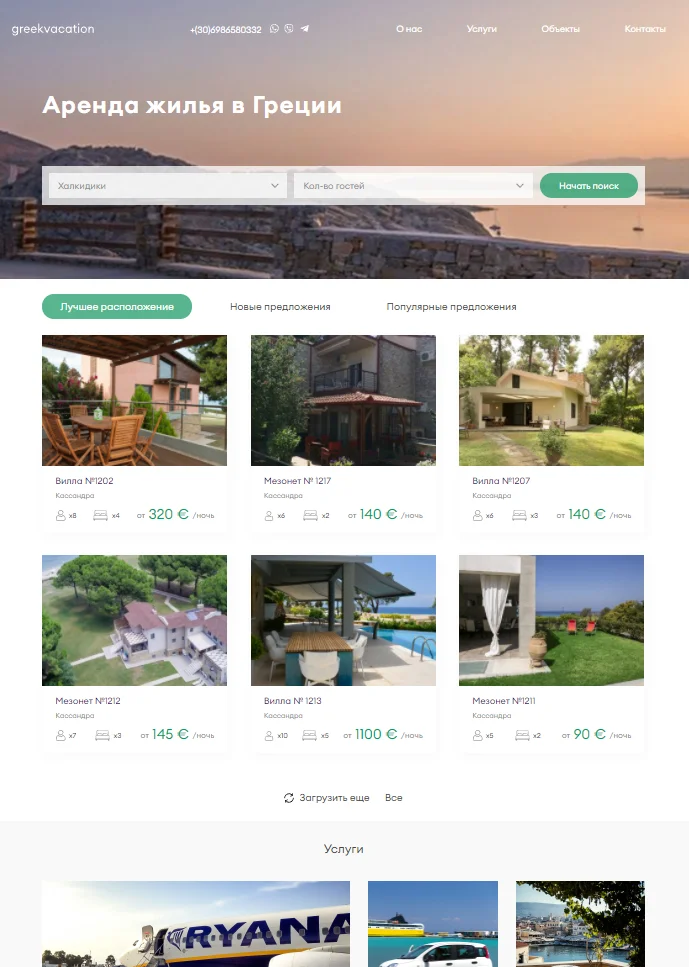 greekvacation
+(30)6986580332
О нас
Услуги
Объекты
Контакты
Аренда жилья в Греции
Халкидики
Кол-во гостей
Начать поиск
Лучшее расположение
Новые предложения
Популярные предложения
Вилла №1202
Кассандра
x8 x4 от 320 € /ночь
Мезонет № 1217
Кассандра
x6 x2 от 140 € /ночь
Вилла №1207
Кассандра
x6 x3 от 140 € /ночь
Мезонет №1212
Кассандра
x7 x3 от 145 € /ночь
Вилла № 1213
Кассандра
x10 x5 от 1100 € /ночь
Мезонет №1211
Кассандра
x5 x2 от 90 € /ночь
Загрузить еще
Все
Услуги
RYANA